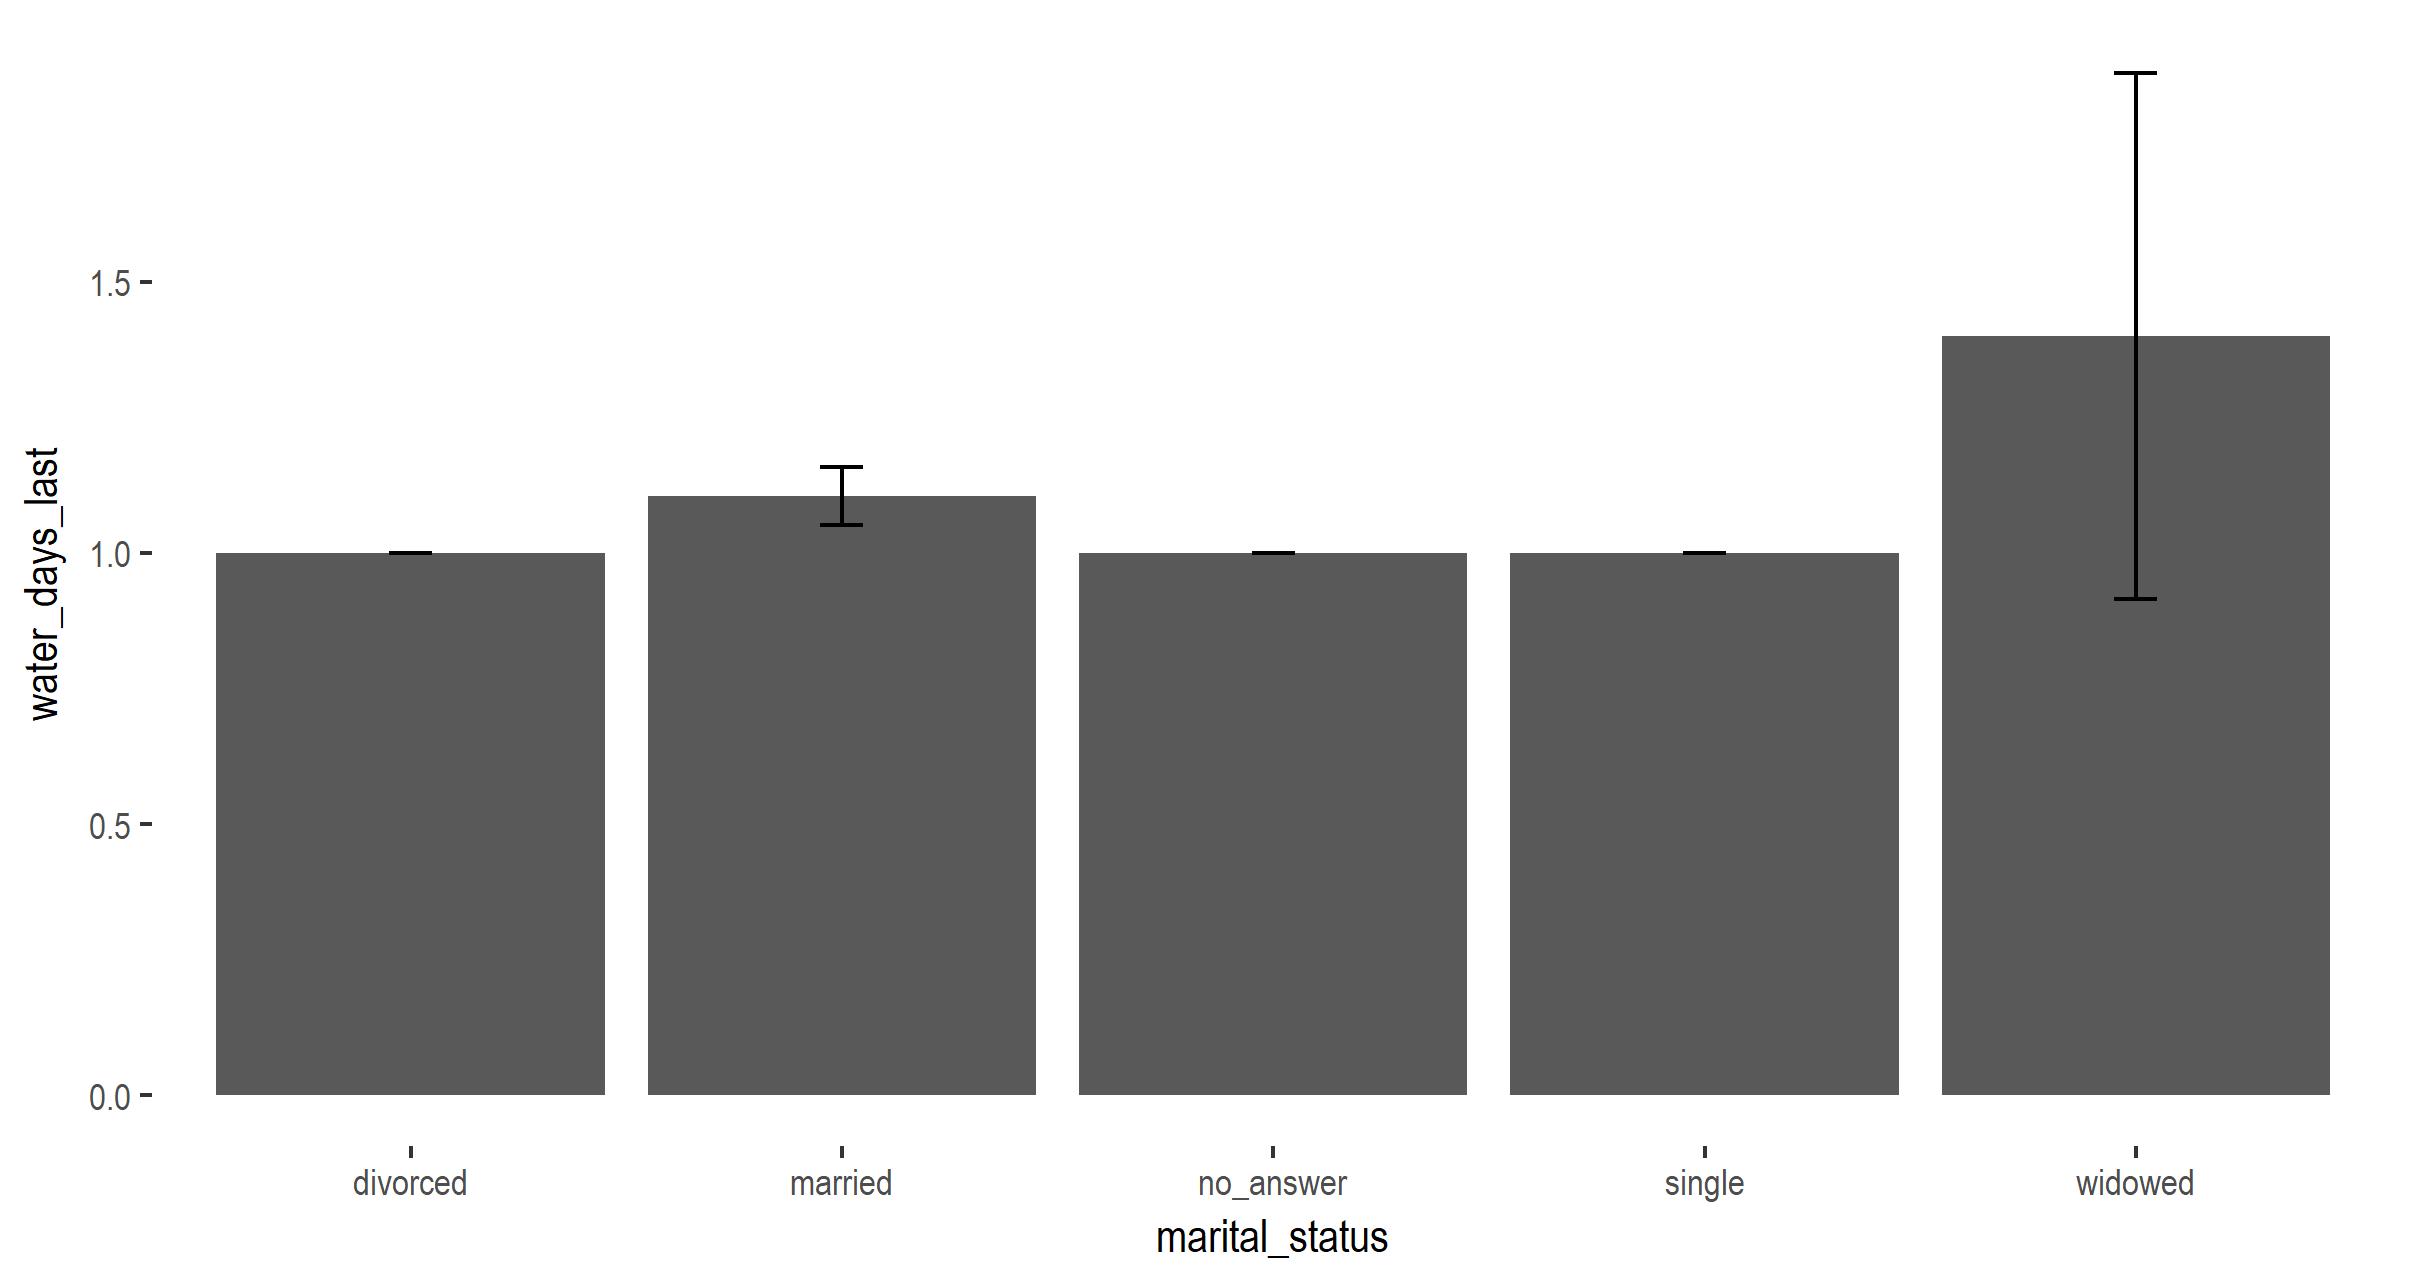 water_days_last
1.5
1.0
0.5
0.0
divorced
married
no_answer
single
widowed
marital_status